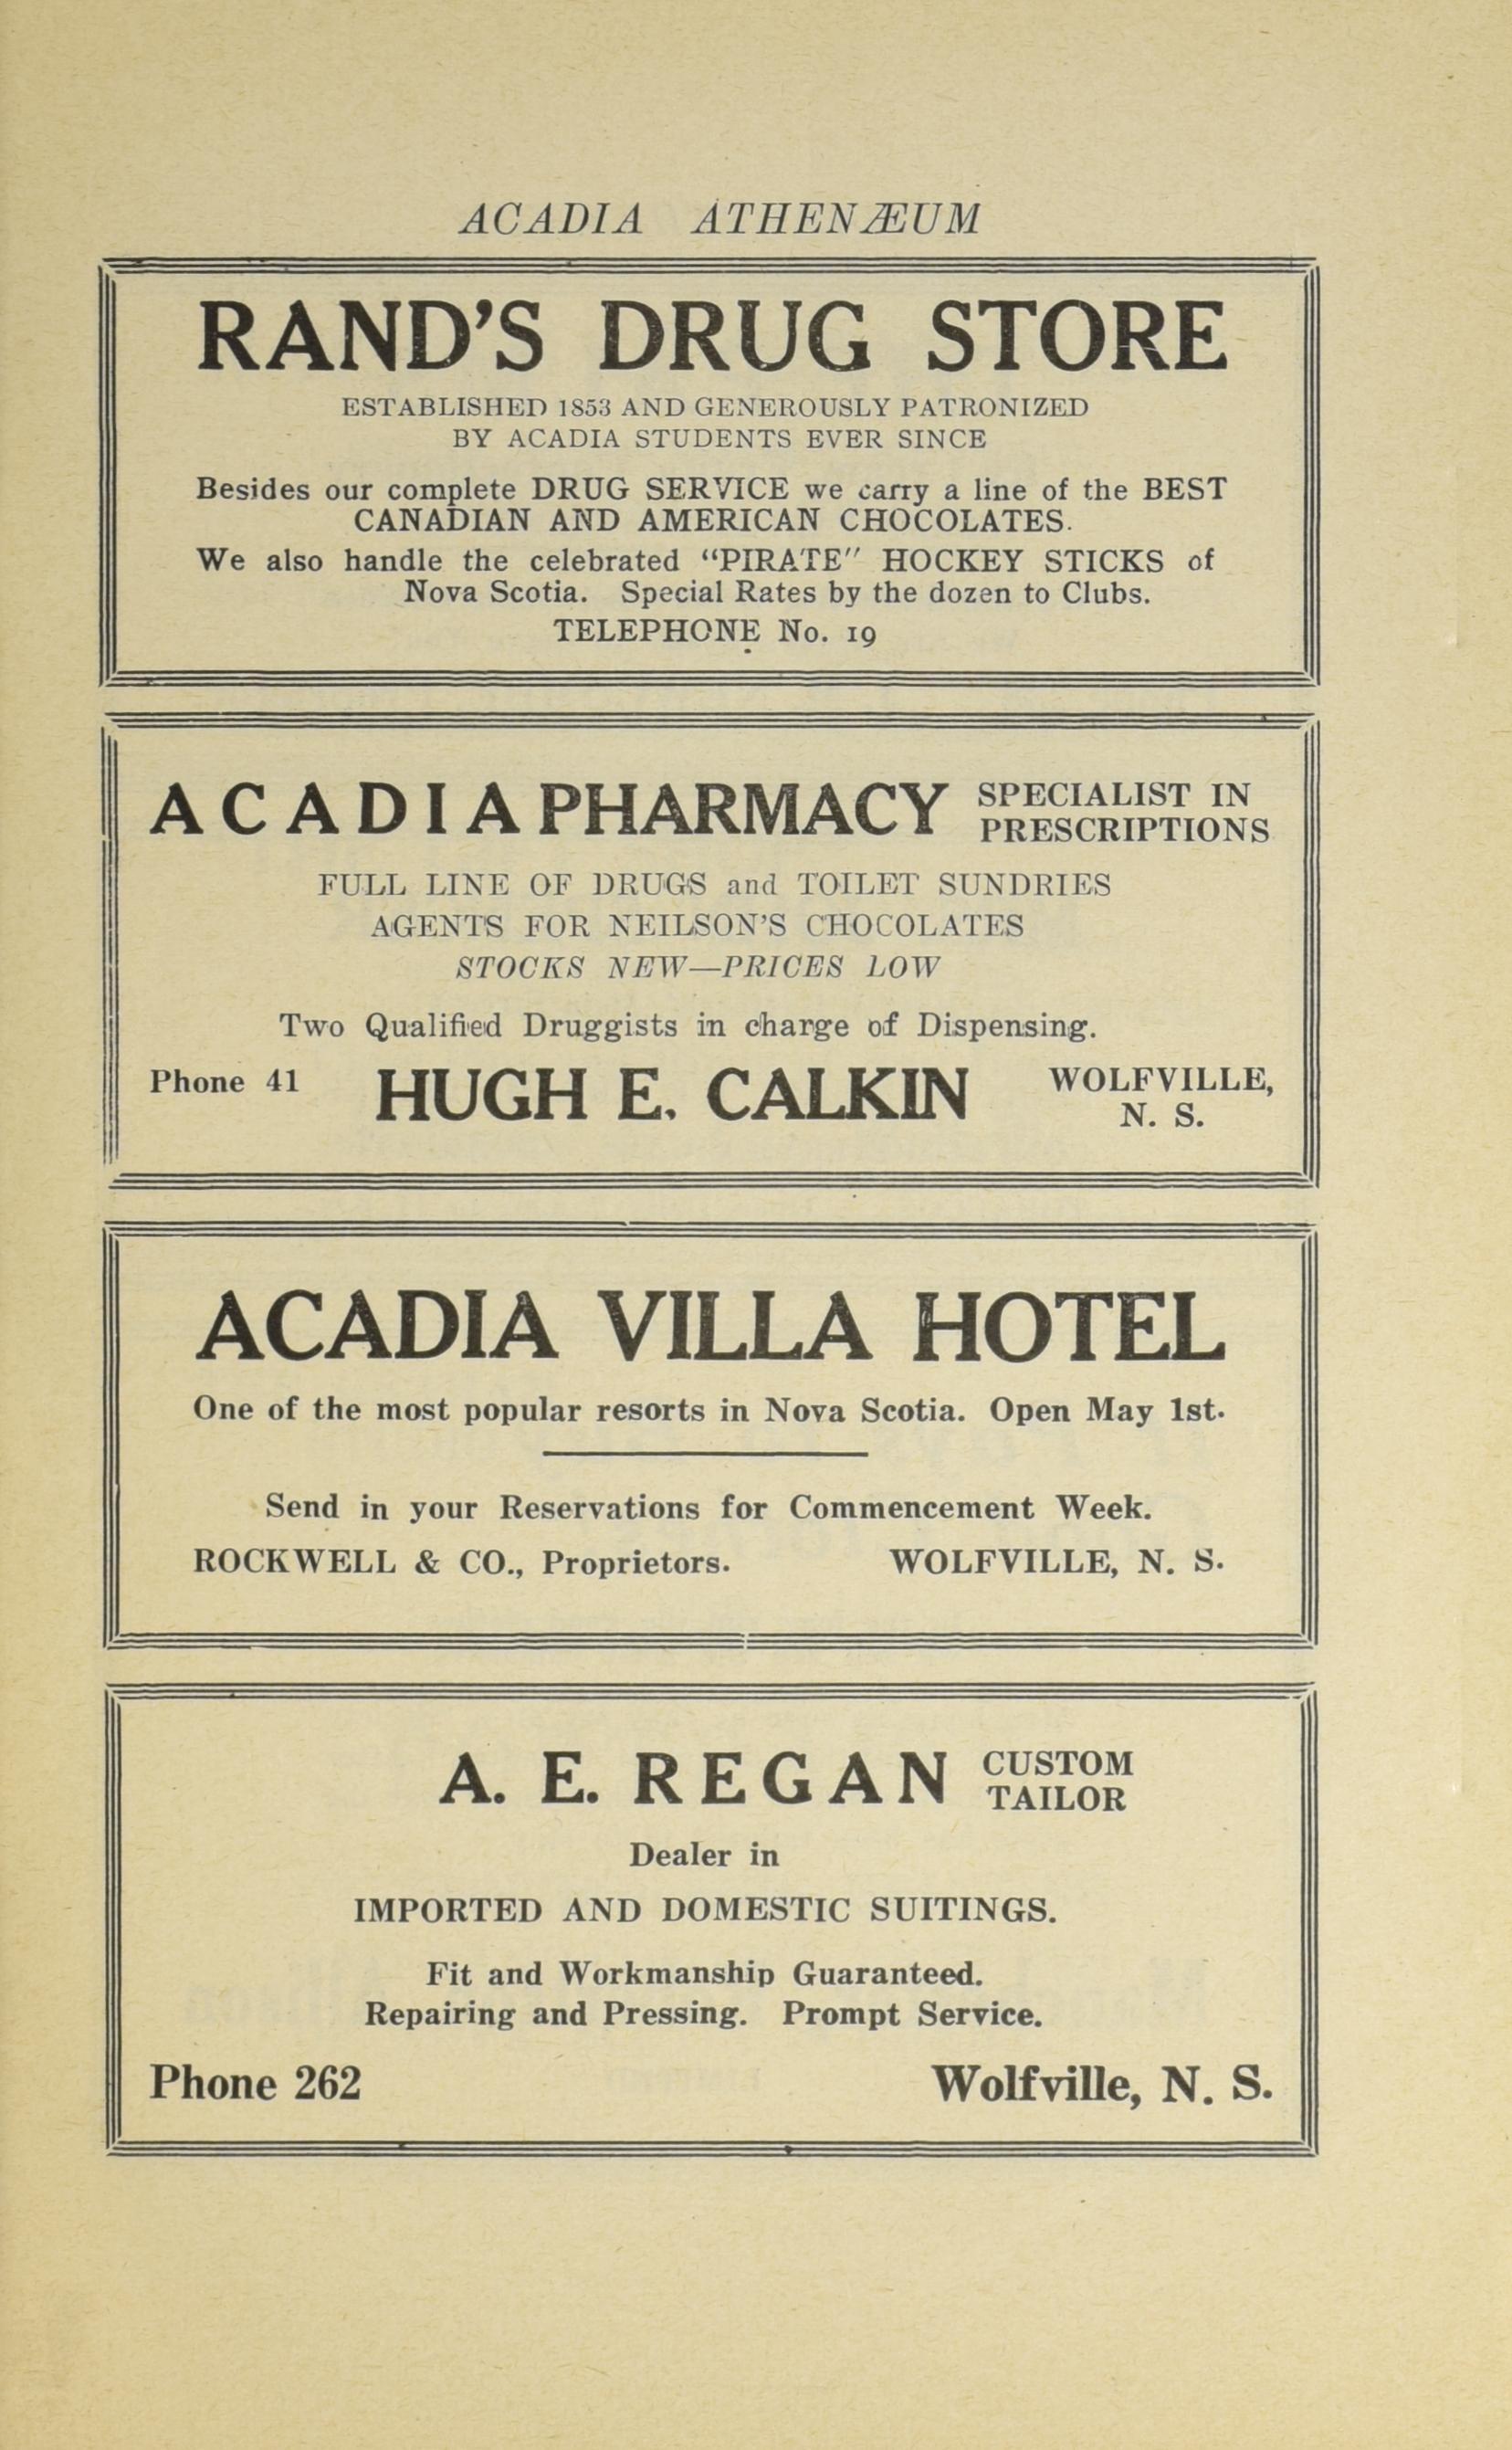 ACADIA ATHENÆUM
RAND'S DRUG STORE
ESTABLISHED 1853 AND GENEROUSLY PATRONIZED
BY ACADIA STUDENTS EVER SINCE
Besides our complete DRUG SERVICE we carry a line of the BEST
CANADIAN AND AMERICAN CHOCOLATES.
We also handle the celebrated "PIRATE" HOCKEY STICKS of
Nova Scotia. Special Rates by the dozen to Clubs.
TELEPHONE No. 19
ACADIA PHARMACY SPECIALIST IN
PRESCRIPTIONS
FULL LINE OF DRUGS and TOILET SUNDRIES
AGENTS FOR NEILSON'S CHOCOLATES
STOCKS NEW—PRICES LOW
Two Qualified Druggists in charge of Dispensing.
Phone 41 HUGH E. CALKIN WOLFVILLE,
N. S.
ACADIA VILLA HOTEL
One of the most popular resorts in Nova Scotia. Open May 1st.
Send in your Reservations for Commencement Week.
ROCKWELL & CO., Proprietors. WOLFVILLE, N. S.
A. E. REGAN CUSTOM
TAILOR
Dealer in
IMPORTED AND DOMESTIC SUITINGS.
Fit and Workmanship Guaranteed.
Repairing and Pressing. Prompt Service.
Phone 262 Wolfville, N. S.